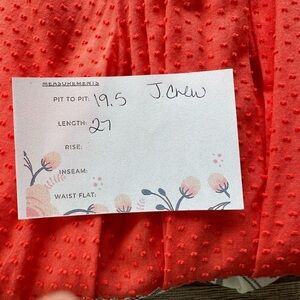 MEASUREMENTS
PIT TO PIT: 19.5 J Crew
LENGTH: 27
RISE:
INSEAM:
WAIST FLAT: